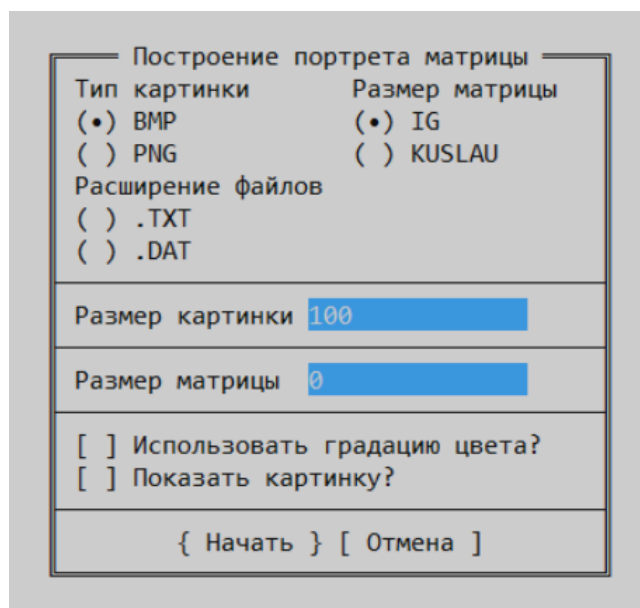 Построение портрета матрицы
Тип картинки Размер матрицы
(•) BMP (•) IG
( ) PNG ( ) KUSLAU
Расширение файлов
( ) .TXT
( ) .DAT
Размер картинки 100
Размер матрицы 0
[ ] Использовать градацию цвета?
[ ] Показать картинку?
{ Начать } [ Отмена ]